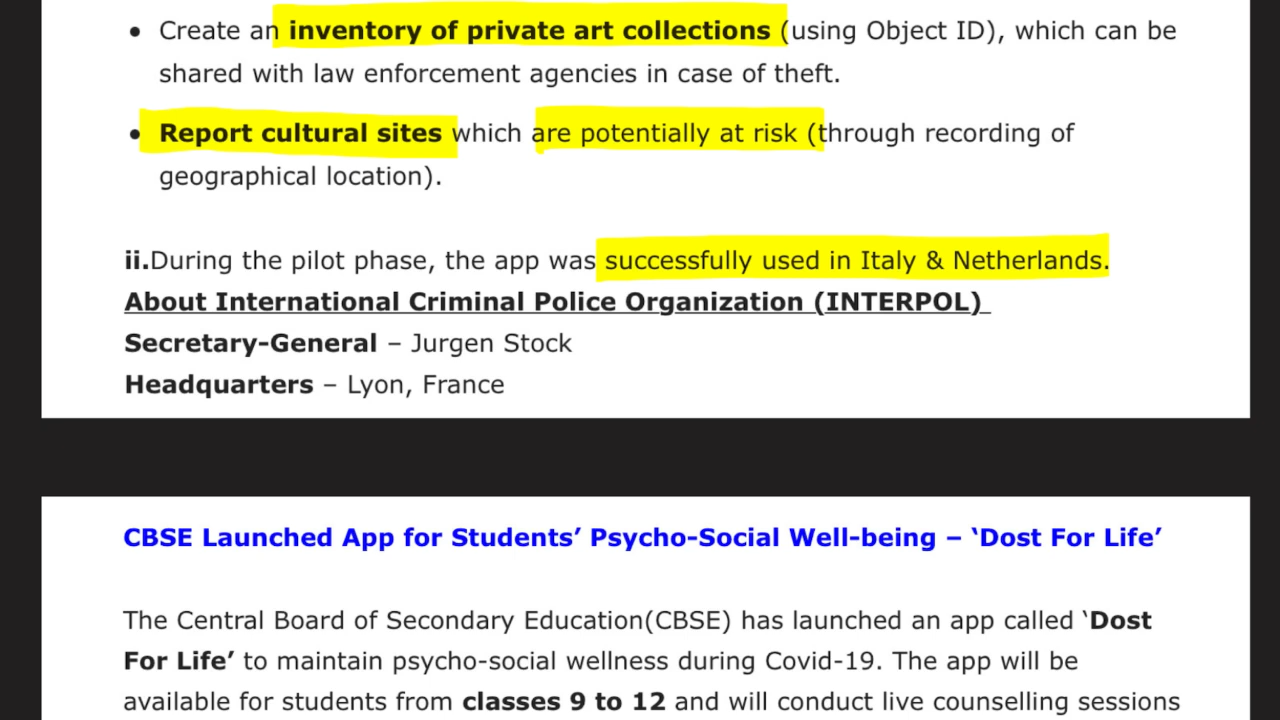 • Create an inventory of private art collections (using Object ID), which can be
shared with law enforcement agencies in case of theft.
• Report cultural sites which are potentially at risk (through recording of
geographical location).
ii.During the pilot phase, the app was successfully used in Italy & Netherlands.
About International Criminal Police Organization (INTERPOL)
Secretary-General – Jurgen Stock
Headquarters – Lyon, France
CBSE Launched App for Students’ Psycho-Social Well-being – ‘Dost For Life’
The Central Board of Secondary Education(CBSE) has launched an app called ‘Dost
For Life’ to maintain psycho-social wellness during Covid-19. The app will be
available for students from classes 9 to 12 and will conduct live counselling sessions